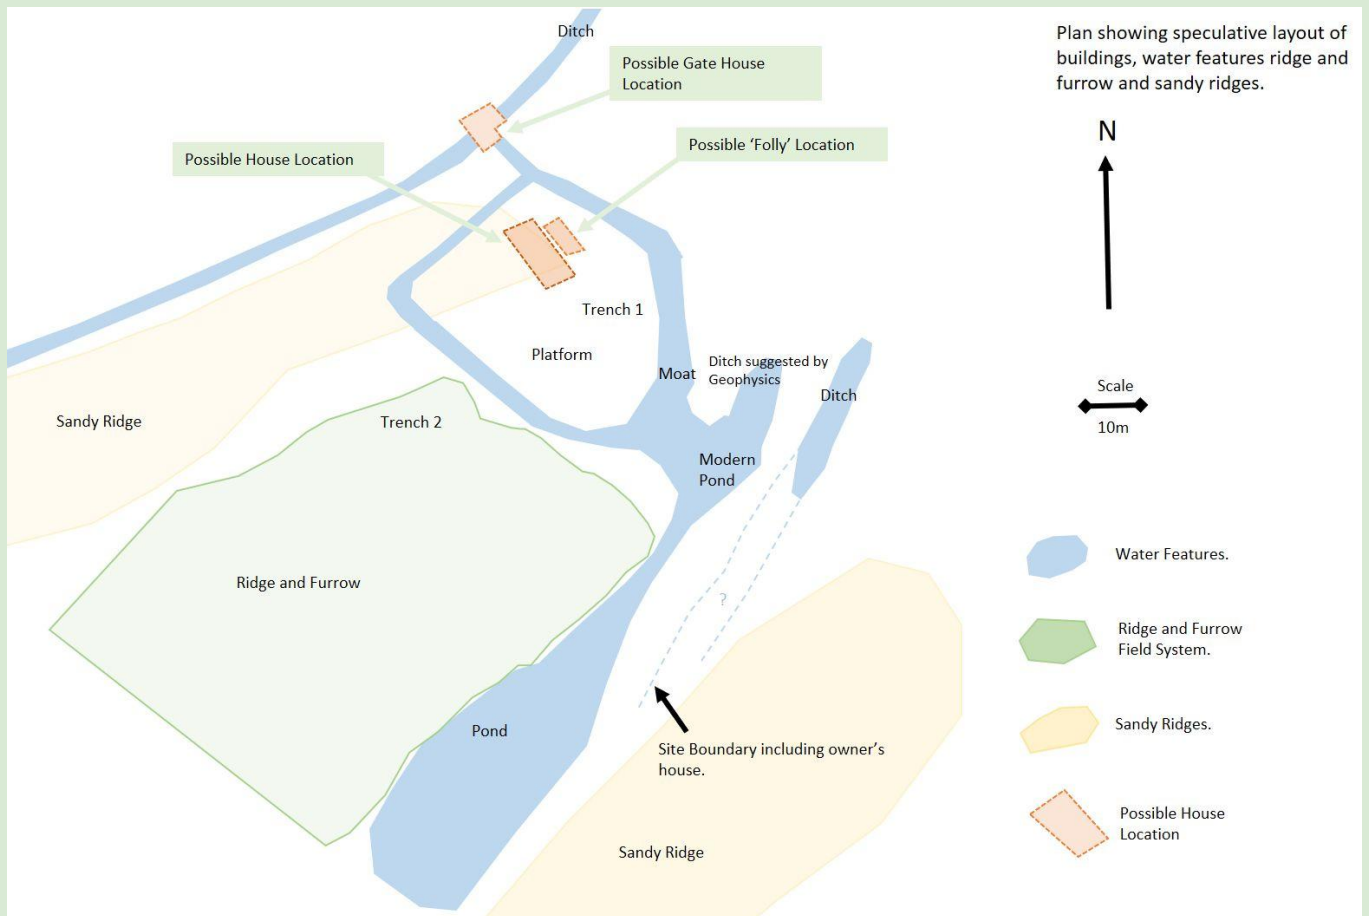 Ditch
Possible Gate House
Location
Plan showing speculative layout of
buildings, water features ridge and
furrow and sandy ridges.
N
Possible House Location
Possible ‘Folly’ Location
Trench 1
Platform
Moat
Ditch suggested by
Geophysics
Ditch
Scale
10m
Sandy Ridge
Trench 2
Modern
Pond
Water Features.
Ridge and Furrow
?
Ridge and Furrow
Field System.
Sandy Ridges.
Pond
Site Boundary including owner’s
house.
Possible House
Location
Sandy Ridge